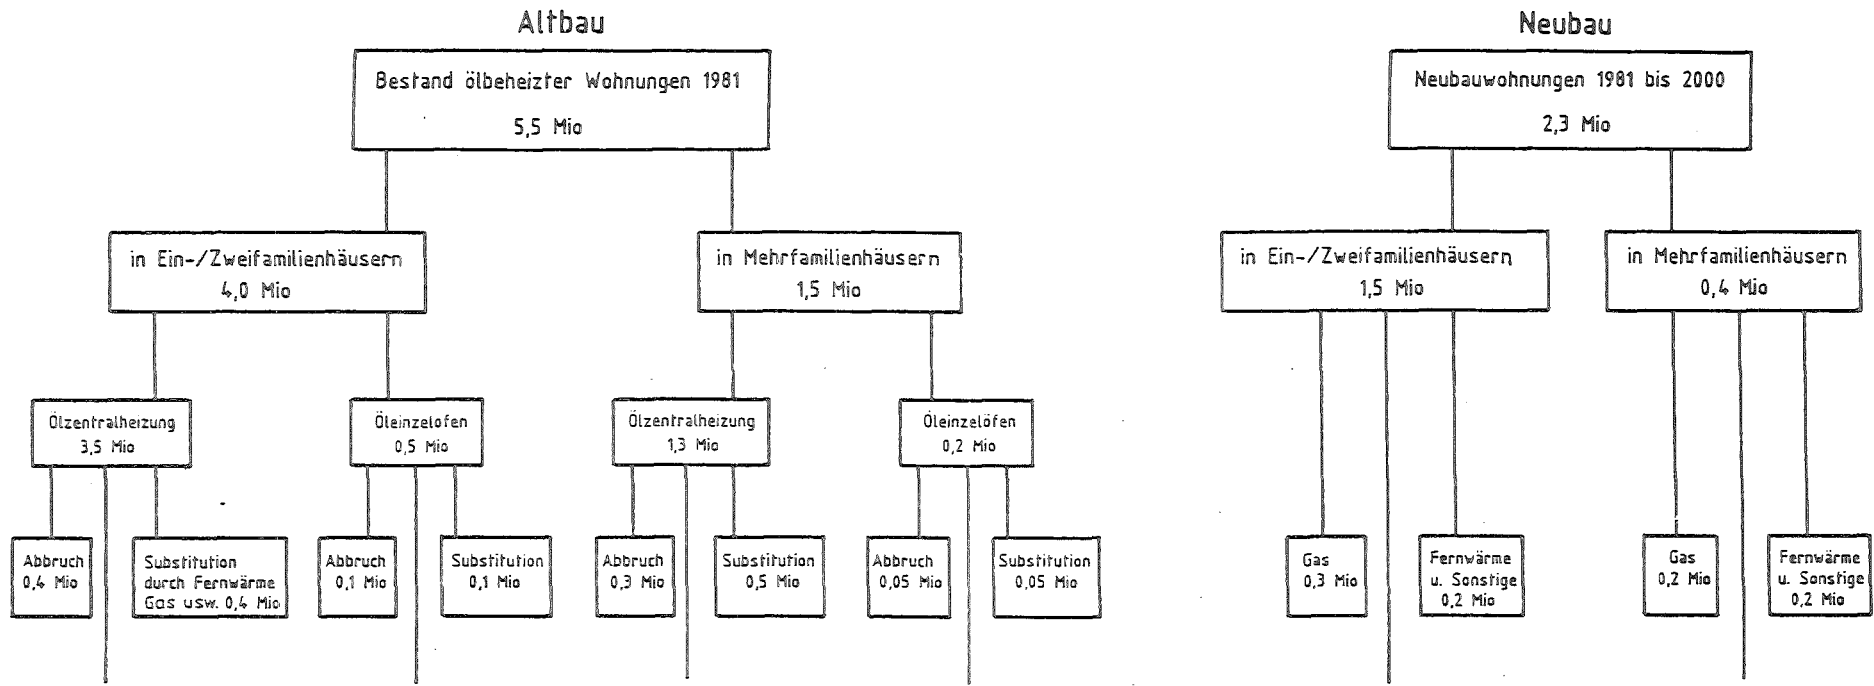 Altbau
Bestand ölbeheizter Wohnungen 1981
5,5 Mio
in Ein-/Zweifamilienhäusern
4,0 Mio
in Mehrfamilienhäusern
1,5 Mio
Ölzentralheizung
3,5 Mio
Öleinzelöfen
0,5 Mio
Ölzentralheizung
1,3 Mio
Öleinzelöfen
0,2 Mio
Abbruch
0,4 Mio
Substitution
durch Fernwärme
Gas usw. 0,4 Mio
Abbruch
0,1 Mio
Substitution
0,1 Mio
Abbruch
0,3 Mio
Substitution
0,5 Mio
Abbruch
0,05 Mio
Substitution
0,05 Mio
Neubau
Neubauwohnungen 1981 bis 2000
2,3 Mio
in Ein-/Zweifamilienhäusern
1,5 Mio
in Mehrfamilienhäusern
0,4 Mio
Gas
0,3 Mio
Fernwärme
u. Sonstige
0,2 Mio
Gas
0,2 Mio
Fernwärme
u. Sonstige
0,2 Mio